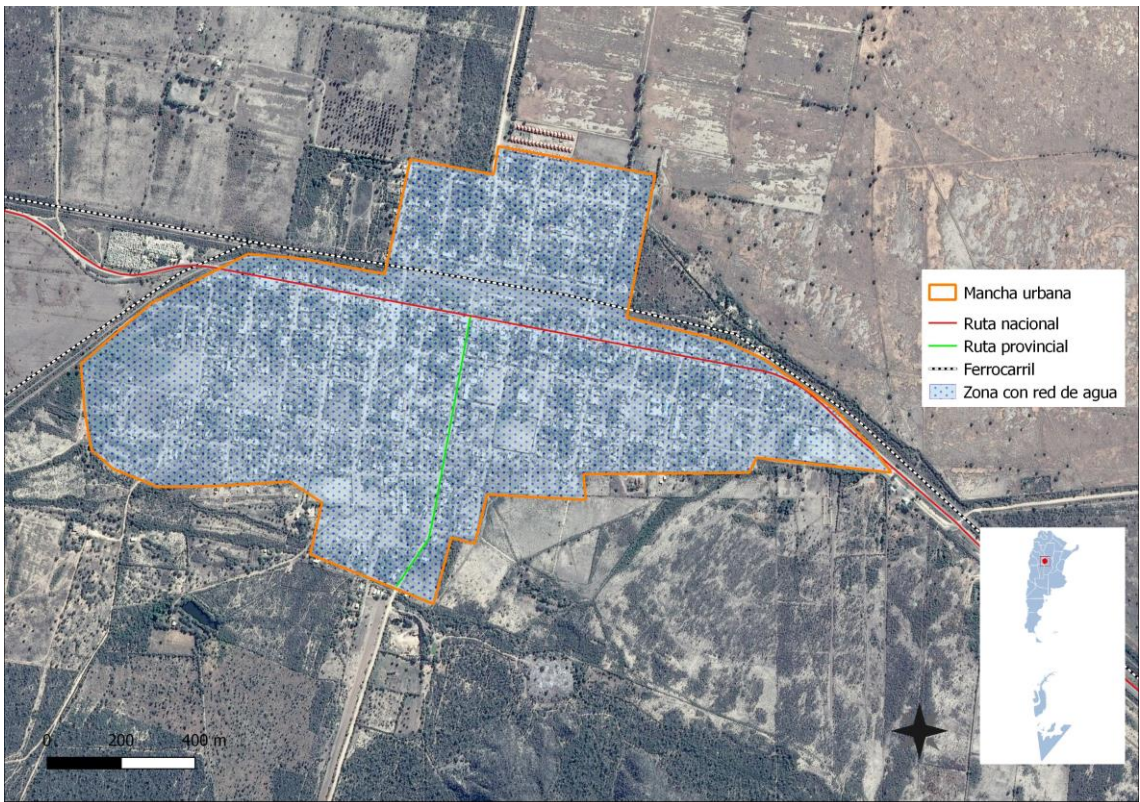 Mancha urbana
Ruta nacional
Ruta provincial
Ferrocarril
Zona con red de agua
0 200 400 m